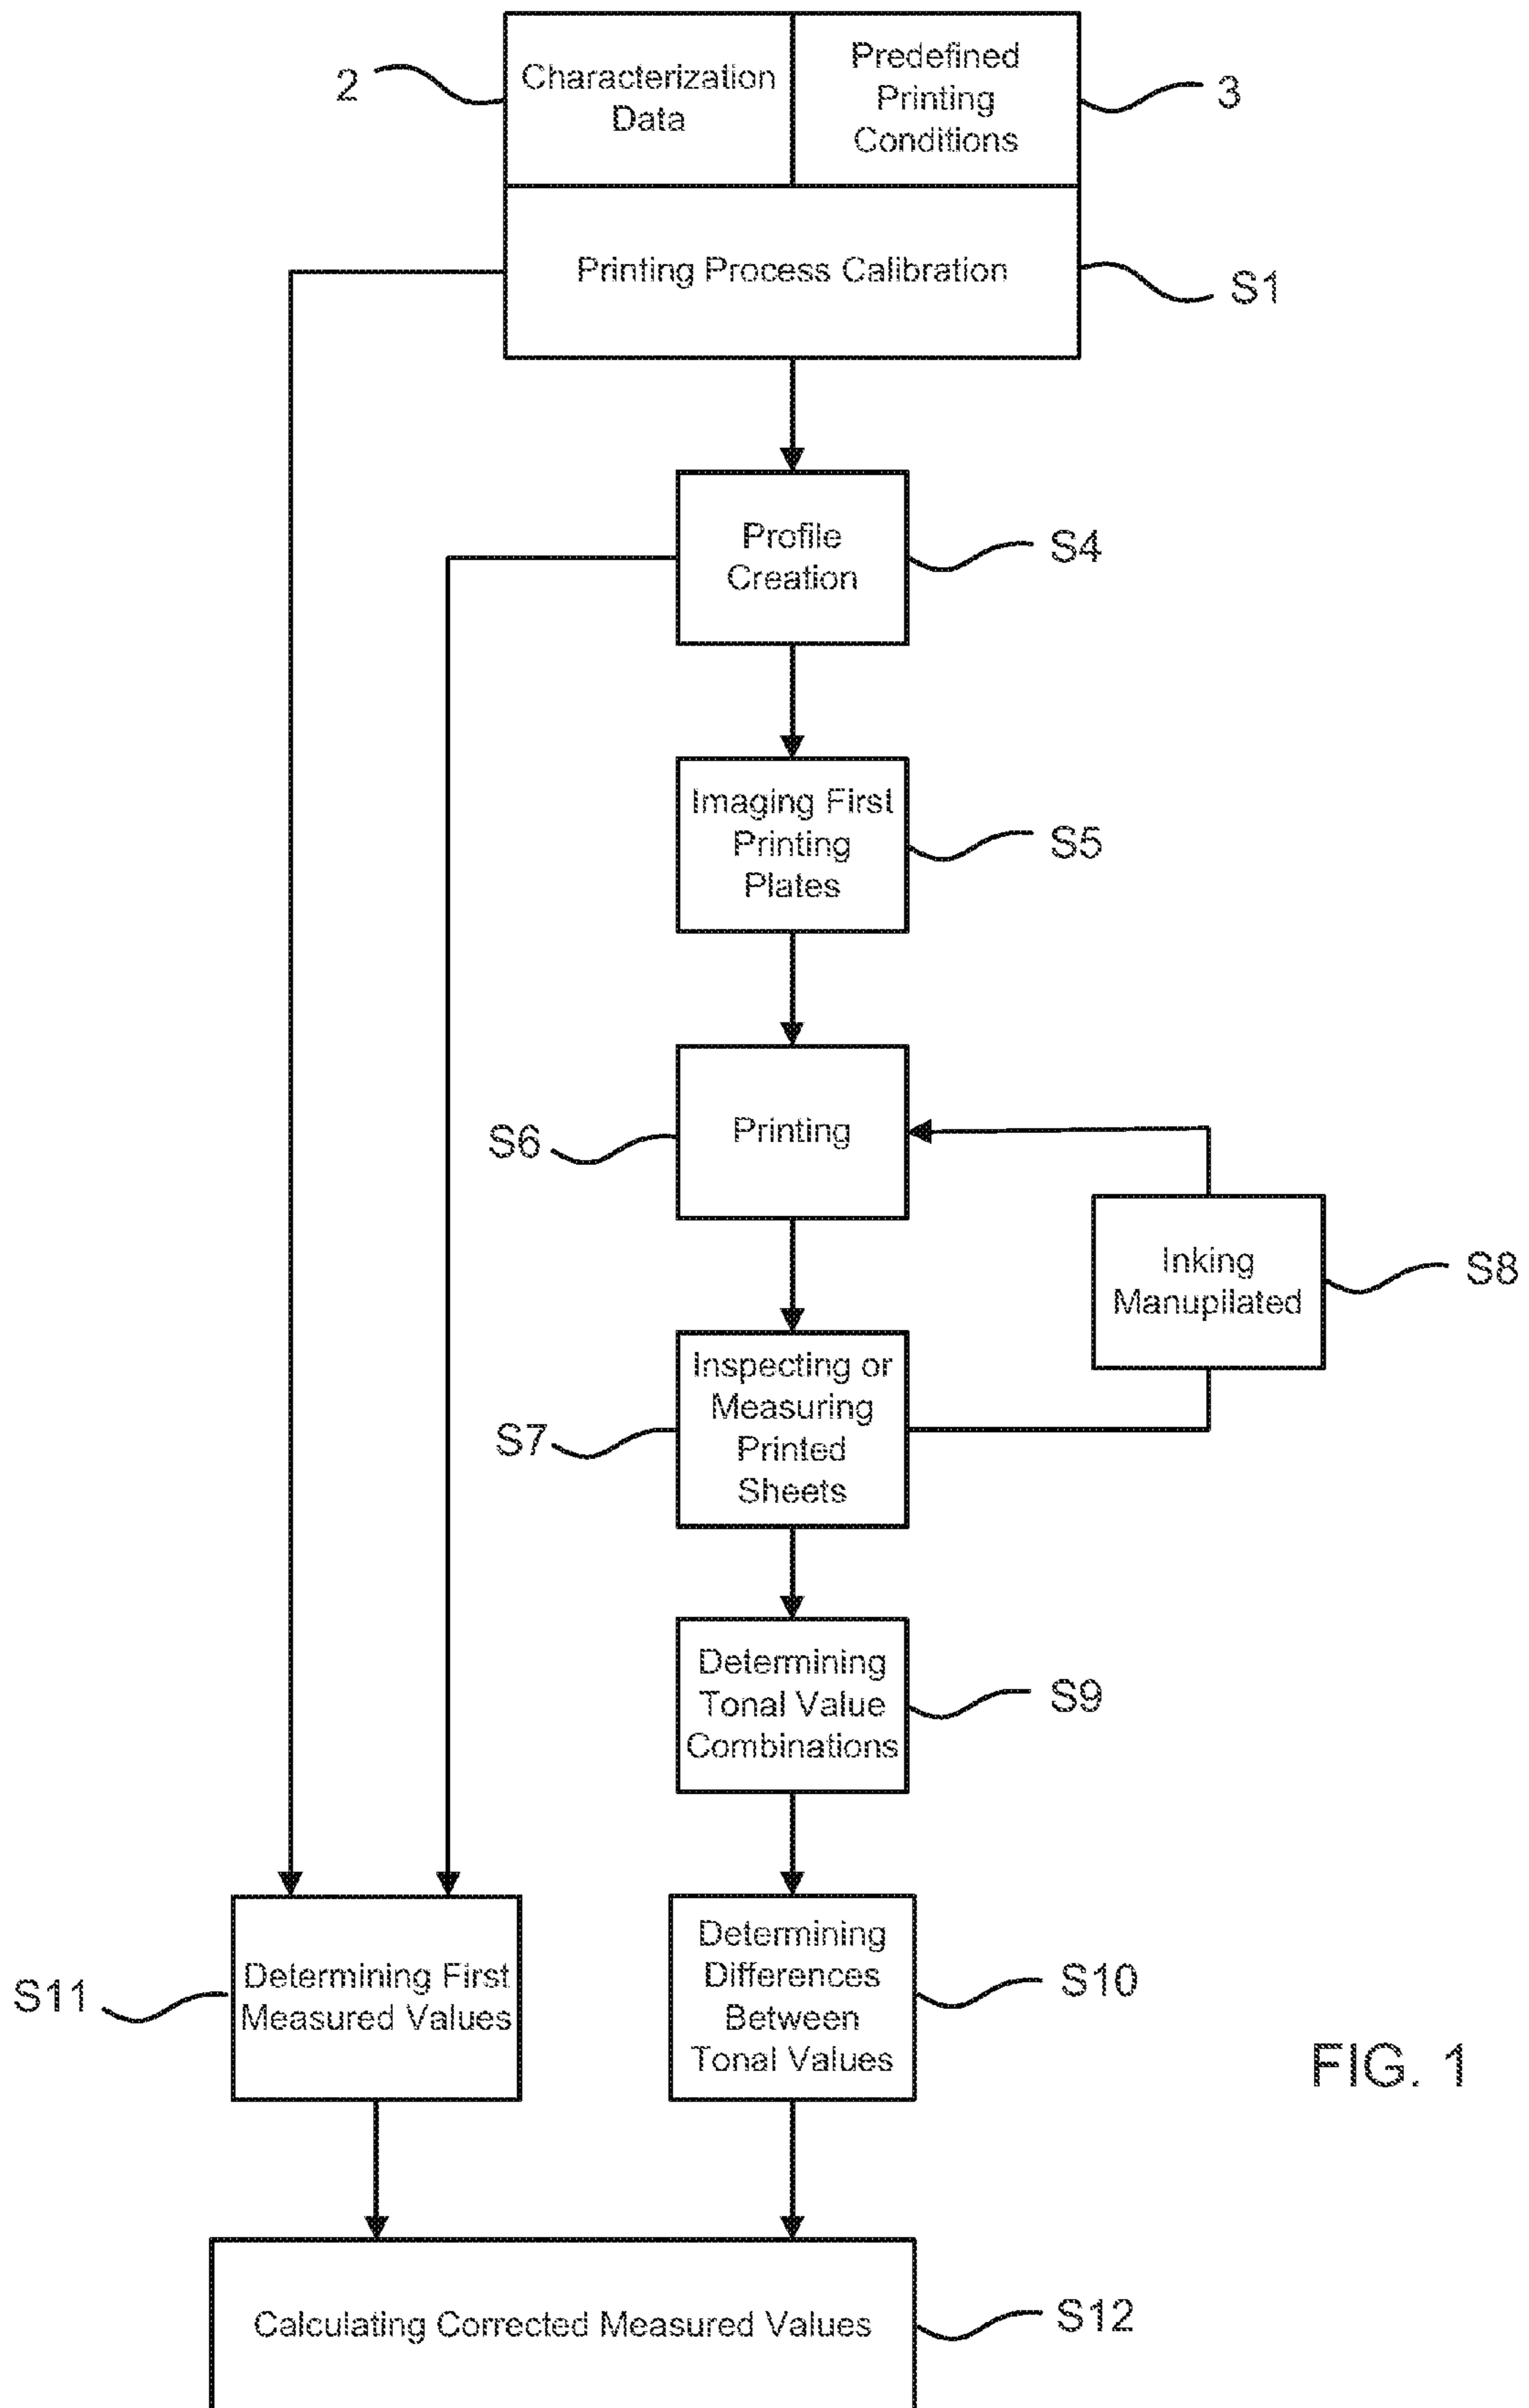 Characterization
Data
Predefined
Printing
Conditions
2
3
Printing Process Calibration
S1
Profile
Creation
S4
Imaging First
Printing
Plates
S5
Printing
S6
Inking
Manupilated
S8
Inspecting or
Measuring
Printed
Sheets
S7
Determining
Tonal Value
Combinations
S9
Determining First
Measured Values
S11
Determining
Differences
Between
Tonal Values
S10
FIG. 1
Calculating Corrected Measured Values
S12